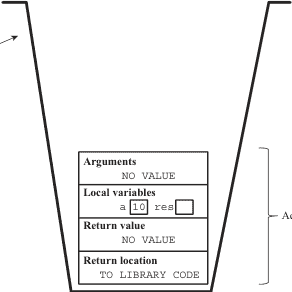 Arguments
NO VALUE
Local variables
a 10 res
Return value
NO VALUE
Return location
TO LIBRARY CODE